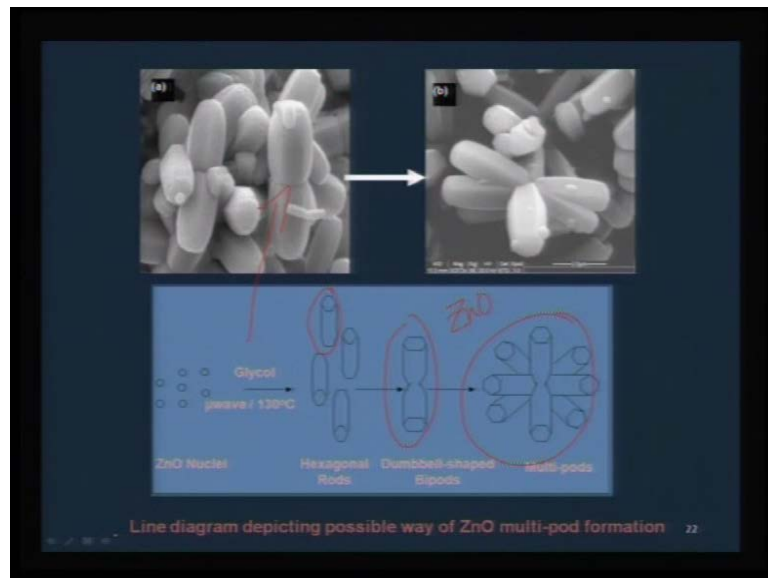 (a)
(b)
ZnO
Glycol
μwave / 130°C
ZnO Nuclei
Hexagonal
Rods
Dumbbell-shaped
Bipods
Multi-pods
Line diagram depicting possible way of ZnO multi-pod formation
22